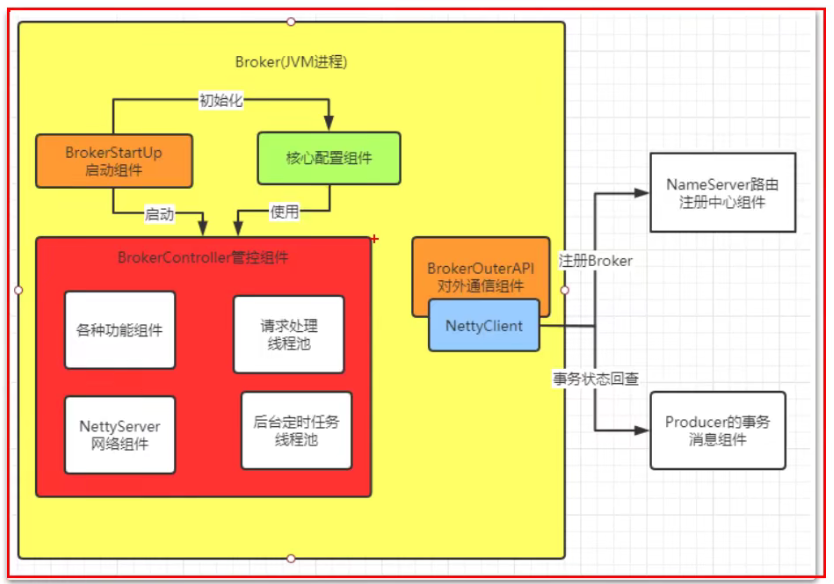 Broker(JVM进程)
初始化
BrokerStartUp
启动组件
核心配置组件
启动
使用
BrokerController管控组件
各种功能组件
请求处理
线程池
NettyServer
网络组件
后台定时任务
线程池
BrokerOuterAPI
对外通信组件
NettyClient
注册Broker
NameServer路由
注册中心组件
事务状态回查
Producer的事务
消息组件